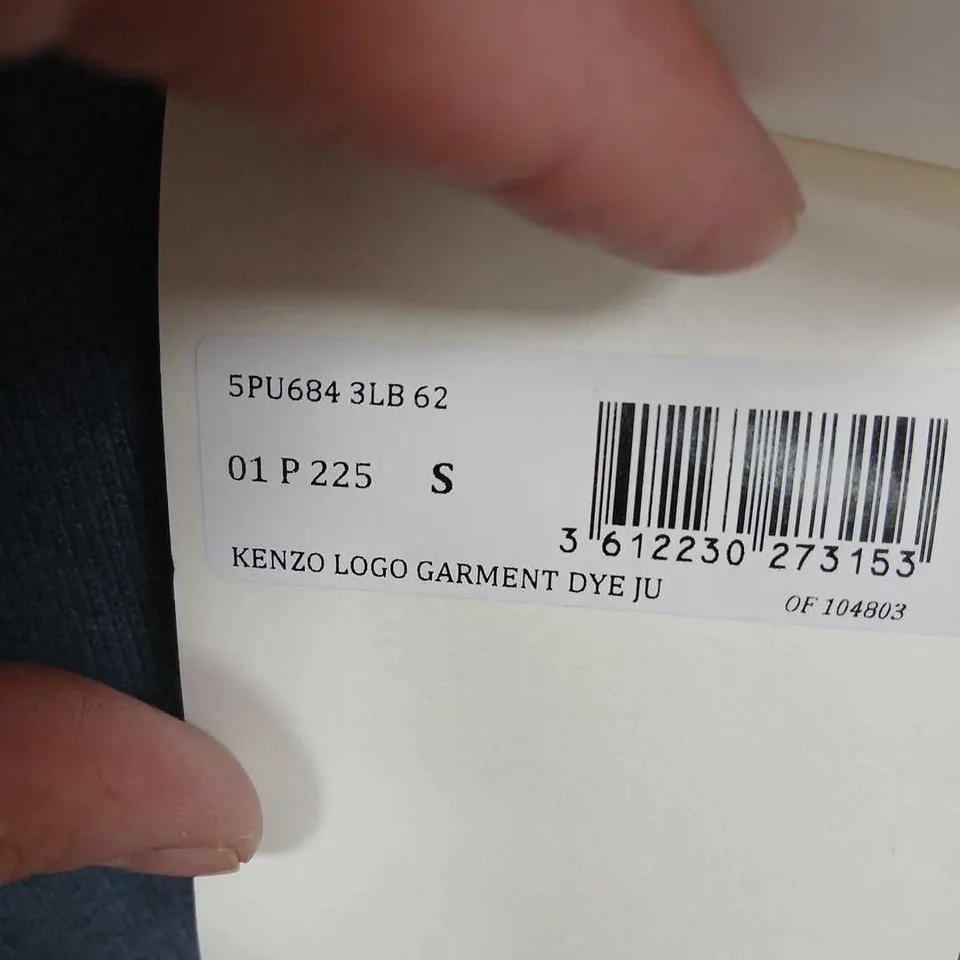 5PU684 3LB 62
01 P 225 S
3 612230 273153
KENZO LOGO GARMENT DYE JU
OF 104803